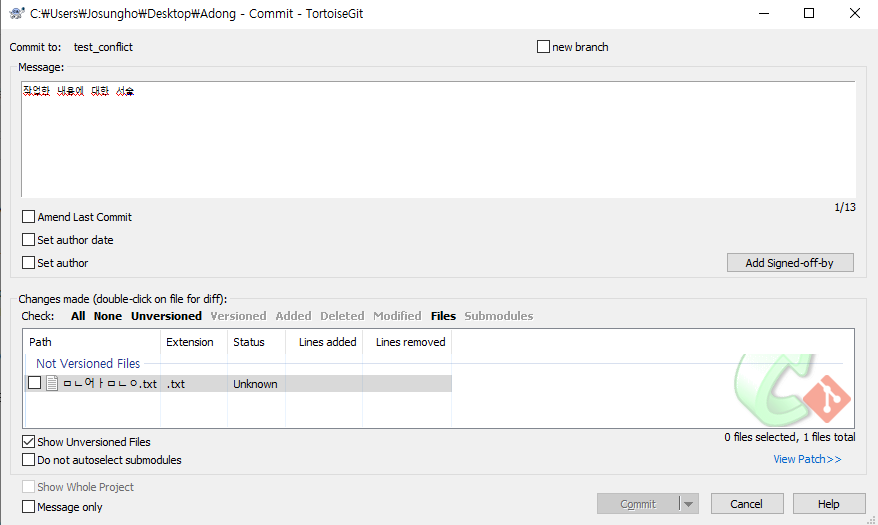 C:₩Users₩Josungho₩Desktop₩Adong - Commit - TortoiseGit
Commit to: test_conflict new branch
Message:
작업한 내용에 대한 서술
1/13
Amend Last Commit
Set author date
Set author
Add Signed-off-by
Changes made (double-click on file for diff):
Check: All None Unversioned Versioned Added Deleted Modified Files Submodules
Path Extension Status Lines added Lines removed
Not Versioned Files
ㅁㄴ어ㅏㅁㄴㅇ.txt .txt Unknown
Show Unversioned Files
0 files selected, 1 files total
Do not autoselect submodules
View Patch>>
Show Whole Project
Message only
Commit Cancel Help